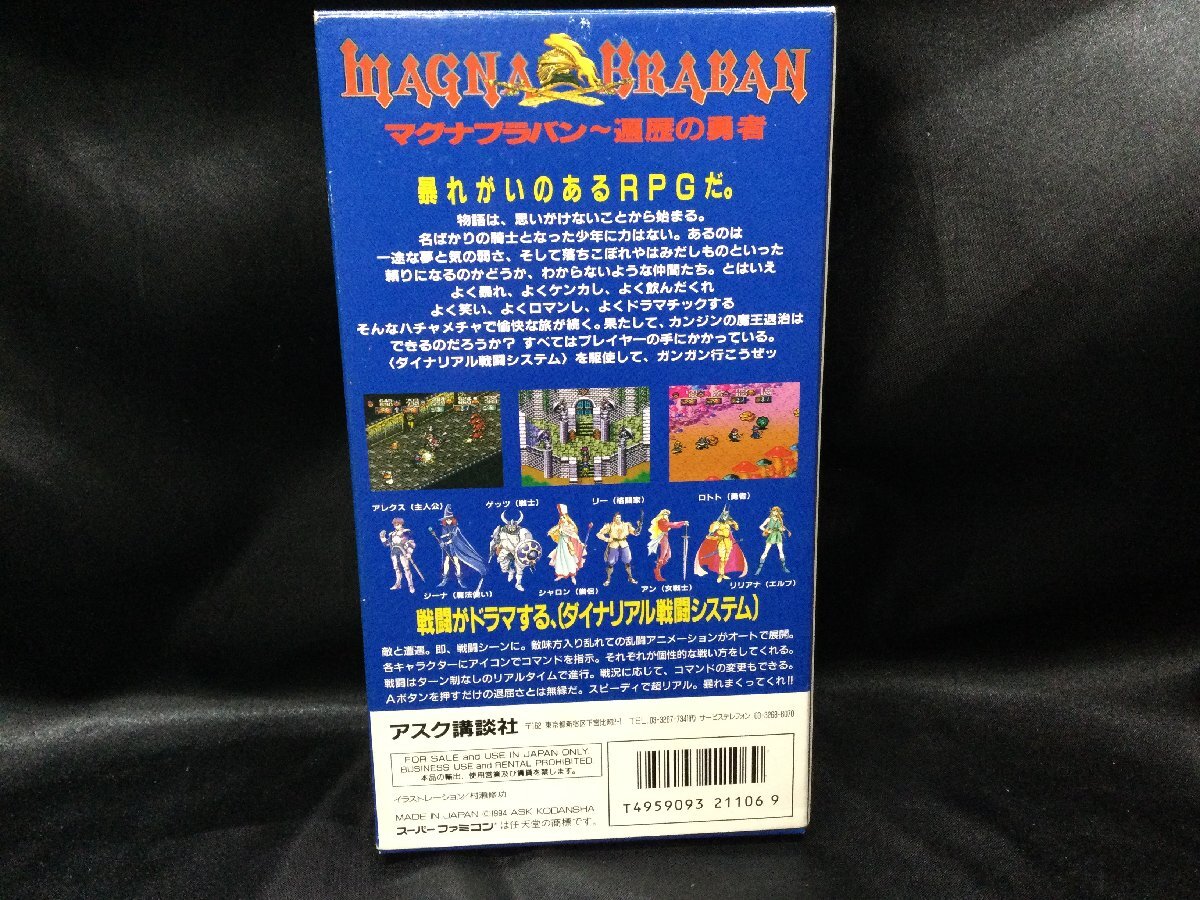 MAGNA BRABAN
マグナブラバン～遍歴の勇者
暴れがいのあるRPGだ。
物語は、思いがけないことから始まる。
名ばかりの騎士となった少年に力はない。あるのは
一途な夢と気の弱さ、そして落ちこぼれやはみだしものといった
頼りになるのかどうか、わからないような仲間たち。とはいえ
よく暴れ、よくケンカし、よく飲んだくれ
よく笑い、よくロマンし、よくドラマチックする
そんなハチャメチャで愉快な旅が続く。果たして、カンジンの魔王退治は
できるのだろうか? すべてはプレイヤーの手にかかっている。
〈ダイナリアル戦闘システム〉を駆使して、ガンガン行こうぜッ
アレクス（主人公） ゲッツ（戦士） リー（格闘家） ロトト（勇者）
ジーナ（魔法使い） シャロン（僧侶） アン（女戦士） リリアナ（エルフ）
戦闘がドラマする、〈ダイナリアル戦闘システム〉
敵と遭遇。即、戦闘シーンに。敵味方入り乱れての乱闘アニメーションがオートで展開。
各キャラクターにアイコンでコマンドを指示。それぞれが個性的な戦い方をしてくれる。
戦闘はターン制なしのリアルタイムで進行。戦況に応じて、コマンドの変更もできる。
Aボタンを押すだけの退屈さとは無縁だ。スピーディで超リアル。暴れまくってくれ!!
アスク講談社 〒162 東京都新宿区下宮比町2-1 サービステレフォン
FOR SALE and USE IN JAPAN ONLY.
BUSINESS USE and RENTAL PROHIBITED.
本品の輸出、使用営業及び賃貸を禁じます。
イラストレーション/村瀬修功
MADE IN JAPAN ©1994 ASK KODANSHA
スーパーファミコン®は任天堂の商標です。
T4959093 21106 9